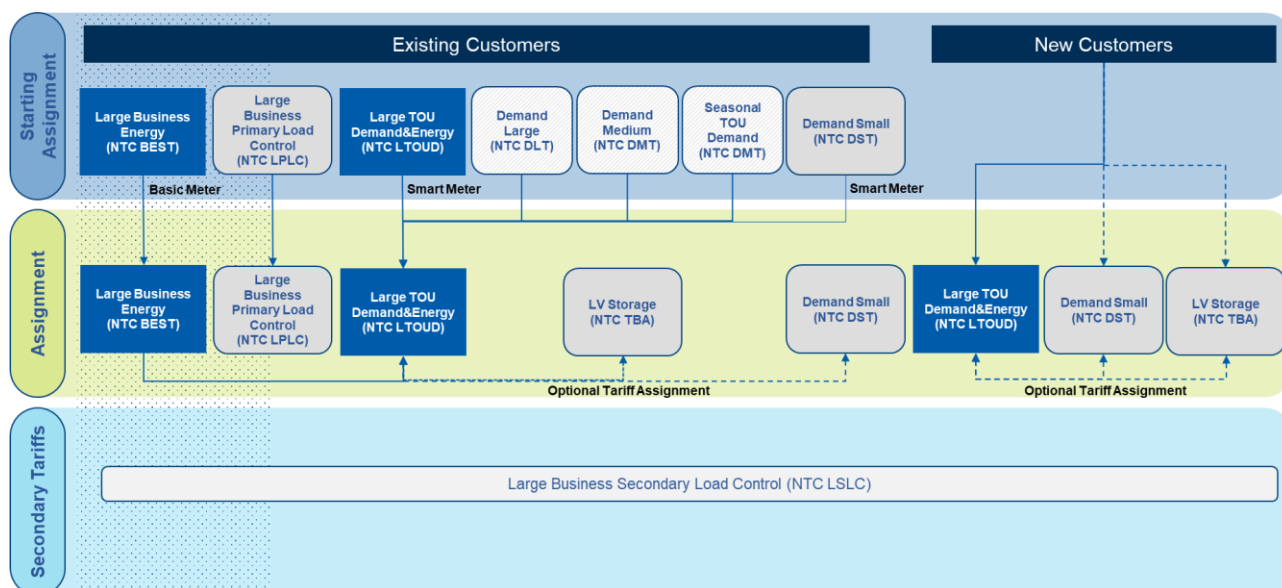 Existing Customers
New Customers
Starting
Assignment
Large Business
Energy
(NTC BEST)
Large
Business
Primary Load
Control
(NTC LPLC)
Large TOU
Demand&Energy
(NTC LTOUD)
Demand
Large
(NTC DLT)
Demand
Medium
(NTC DMT)
Seasonal
TOU
Demand
(NTC DMT)
Demand Small
(NTC DST)
Basic Meter
Smart Meter
Smart Meter
Assignment
Large Business
Energy
(NTC BEST)
Large
Business
Primary Load
Control
(NTC LPLC)
Large TOU
Demand&Energy
(NTC LTOUD)
LV Storage
(NTC TBA)
Demand Small
(NTC DST)
Large TOU
Demand&Energy
(NTC LTOUD)
Demand Small
(NTC DST)
LV Storage
(NTC TBA)
Optional Tariff Assignment
Optional Tariff Assignment
Secondary Tariffs
Large Business Secondary Load Control (NTC LSLC)